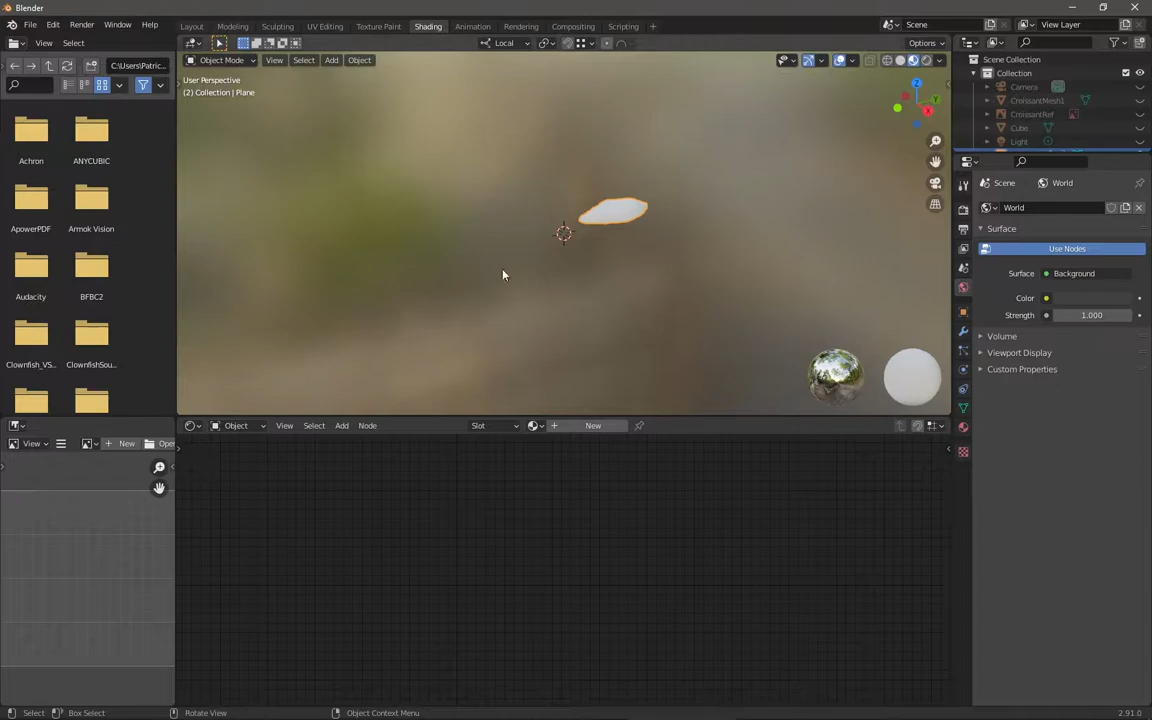 Blender
File Edit Render Window Help
Layout Modeling Sculpting UV Editing Texture Paint Shading Animation Rendering Compositing Scripting +
Scene
View Layer
View Select
Local
Options
C:\Users\Patric...
Object Mode View Select Add Object
User Perspective
(2) Collection | Plane
Z
Y
X
Scene Collection
Collection
Camera
CroissantMesh1
CroissantRef
Cube
Light
Achron ANYCUBIC
ApowerPDF Armok Vision
Audacity BFBC2
Clownfish_VS... ClownfishSou...
Scene World
World
Surface
Use Nodes
Surface Background
Color
Strength 1.000
Volume
Viewport Display
Custom Properties
Object View Select Add Node Slot New
View New Open
Select Box Select Rotate View Object Context Menu 2.91.0